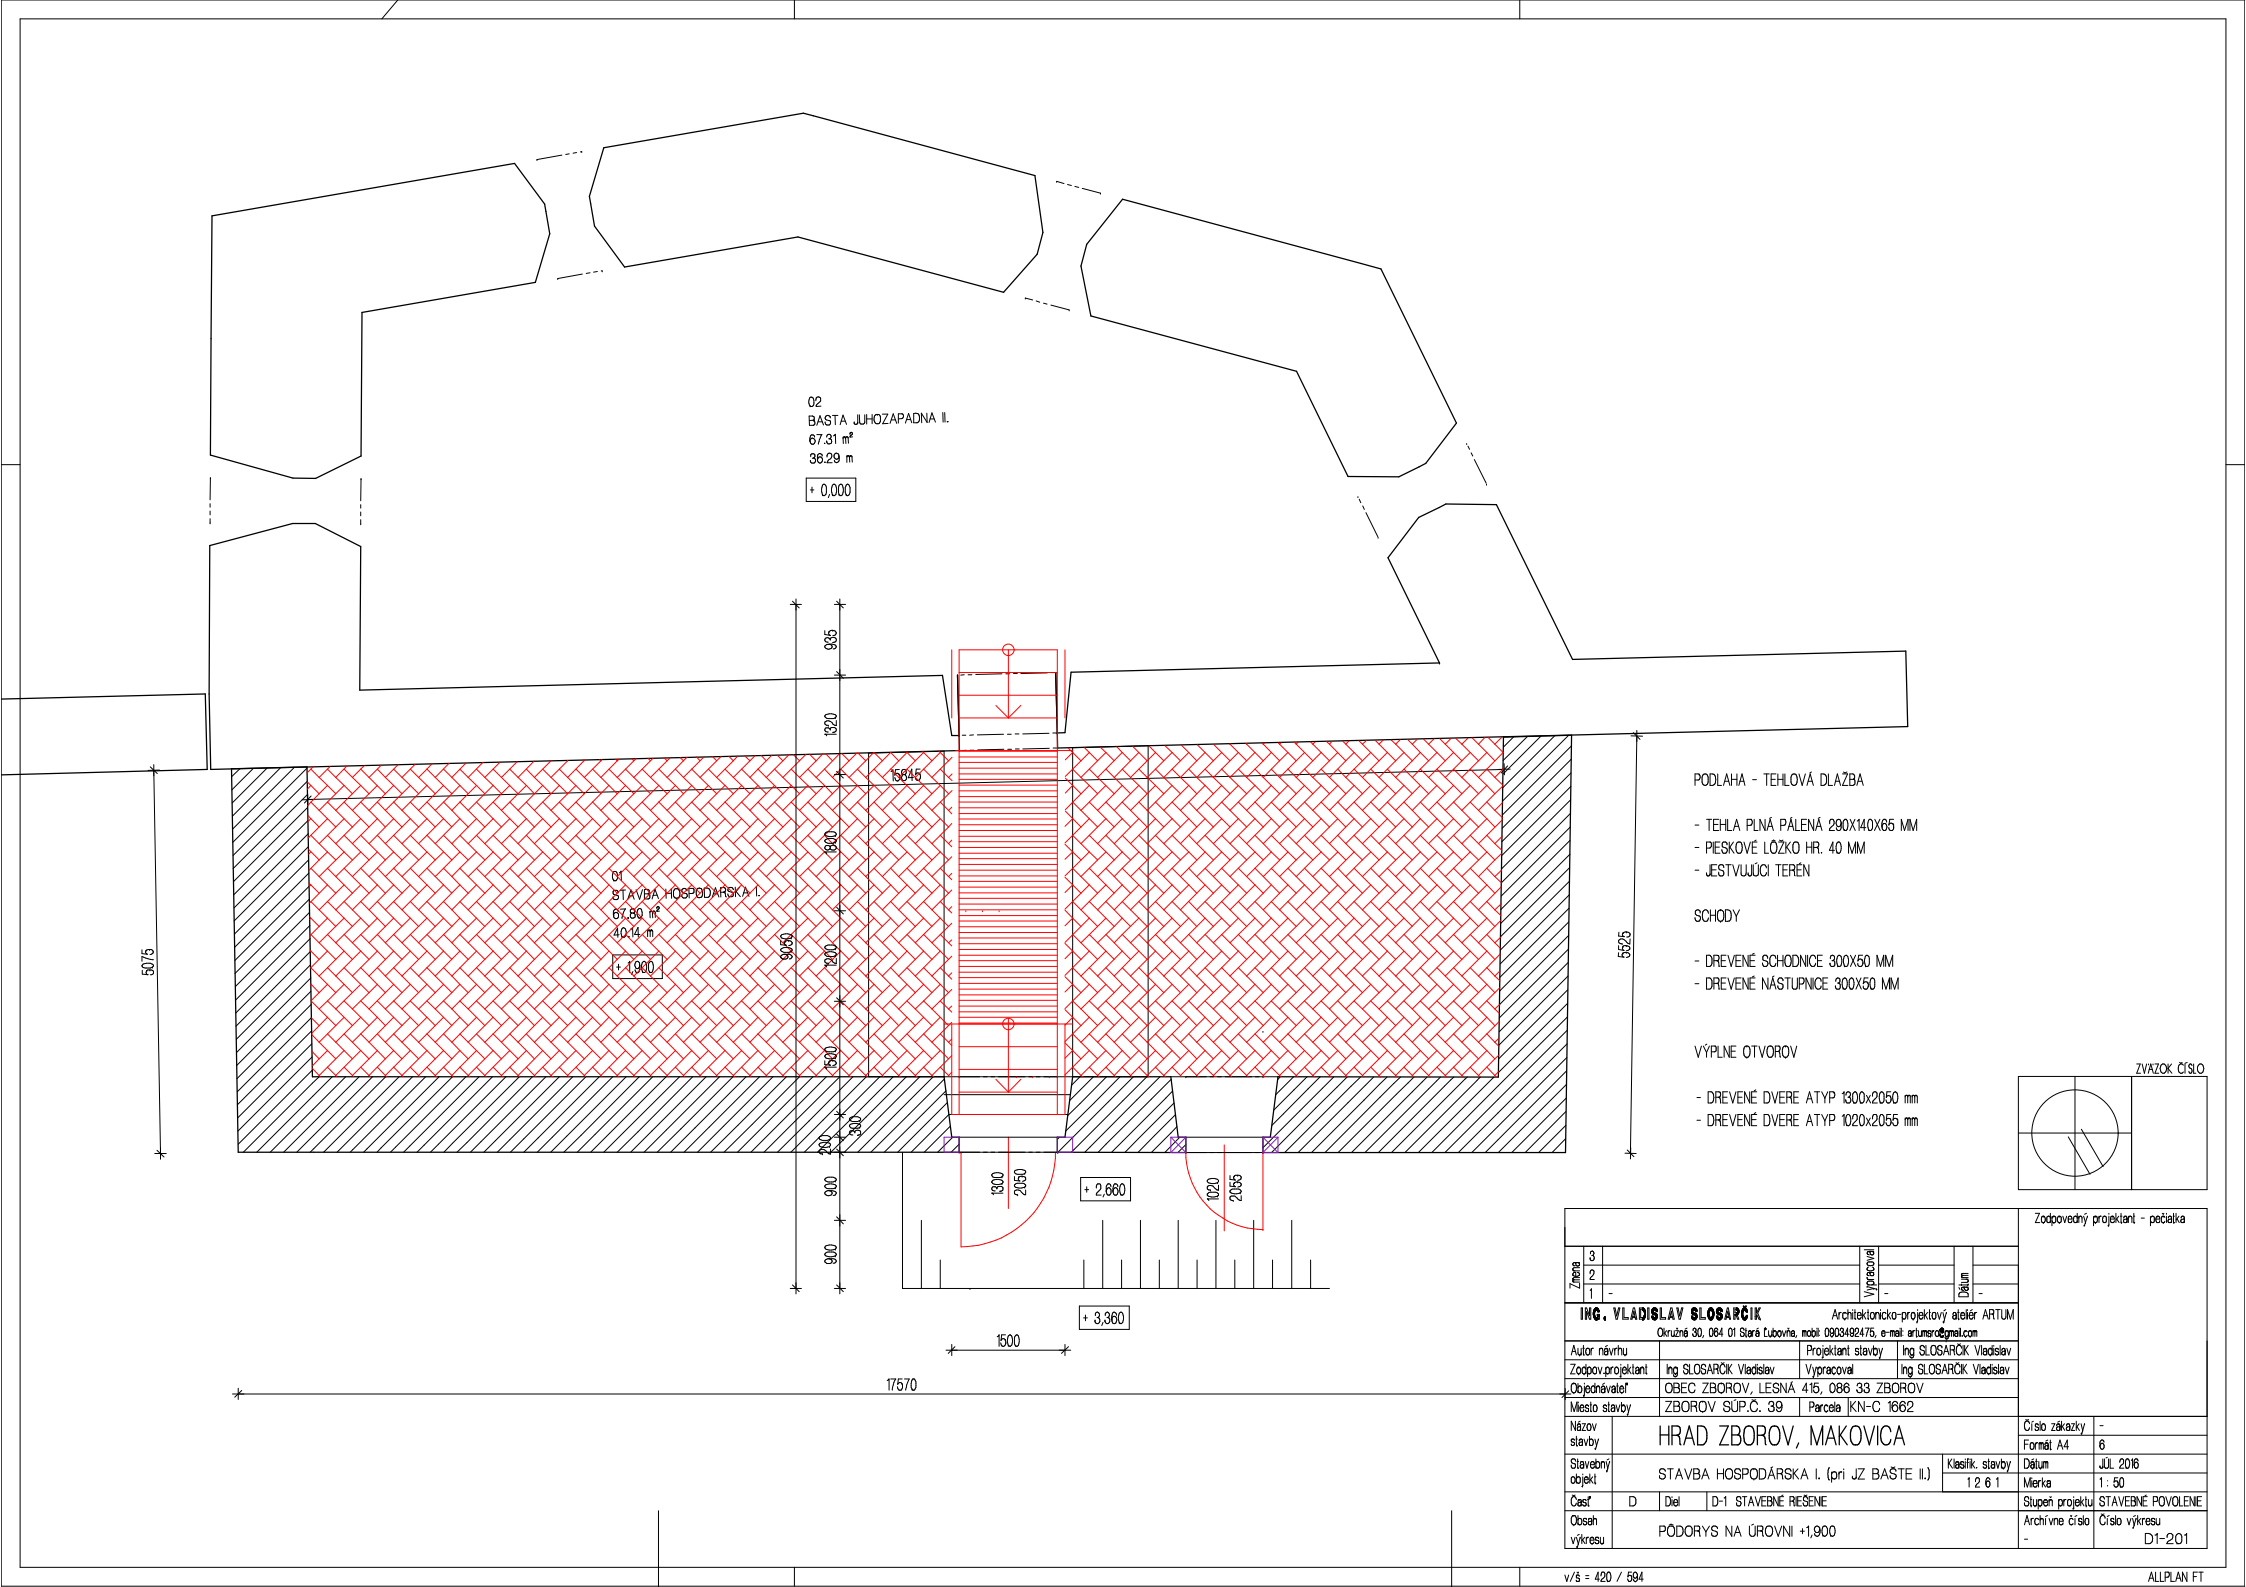 02
BASTA JUHOZAPADNA II.
67.31 m²
36.29 m
+ 0,000
935
1320
15845
1800
01
STAVBA HOSPODARSKA I.
67.80 m²
40.14 m
+ 1,900
5075
9050
1200
5525
1500
300
200
900
900
1300
2050
+ 2,660
1020
2055
+ 3,360
1500
17570
PODLAHA - TEHLOVÁ DLAŽBA
- TEHLA PLNÁ PÁLENÁ 290X140X65 MM
- PIESKOVÉ LÔŽKO HR. 40 MM
- JESTVUJÚCI TERÉN
SCHODY
- DREVENÉ SCHODNICE 300X50 MM
- DREVENÉ NÁSTUPNICE 300X50 MM
VÝPLNE OTVOROV
- DREVENÉ DVERE ATYP 1300x2050 mm
- DREVENÉ DVERE ATYP 1020x2055 mm
ZVÄZOK ČÍSLO
Zodpovedný projektant - pečiatka
Zmena
3
2
1 -
Vypracoval
-
Dátum
-
ING. VLADISLAV SLOSARČIK Architektonicko-projektový ateliér ARTUM
Okružná 30, 064 01 Stará Ľubovňa, mobil: 0903492475, e-mail: artumsro@gmail.com
Autor návrhu Projektant stavby Ing SLOSARČIK Vladislav
Zodpov.projektant Ing SLOSARČIK Vladislav Vypracoval Ing SLOSARČIK Vladislav
Objednávateľ OBEC ZBOROV, LESNÁ 415, 086 33 ZBOROV
Miesto stavby ZBOROV SÚP.Č. 39 Parcela KN-C 1662
Názov stavby HRAD ZBOROV, MAKOVICA
Číslo zákazky -
Formát A4 6
Stavebný objekt STAVBA HOSPODÁRSKA I. (pri JZ BAŠTE II.)
Klasifik. stavby 1 2 6 1
Dátum JÚL 2016
Mierka 1 : 50
Časť D Diel D-1 STAVEBNÉ RIEŠENIE
Stupeň projektu STAVEBNÉ POVOLENIE
Obsah výkresu PÔDORYS NA ÚROVNI +1,900
Archívne číslo -
Číslo výkresu D1-201
v/š = 420 / 594
ALLPLAN FT